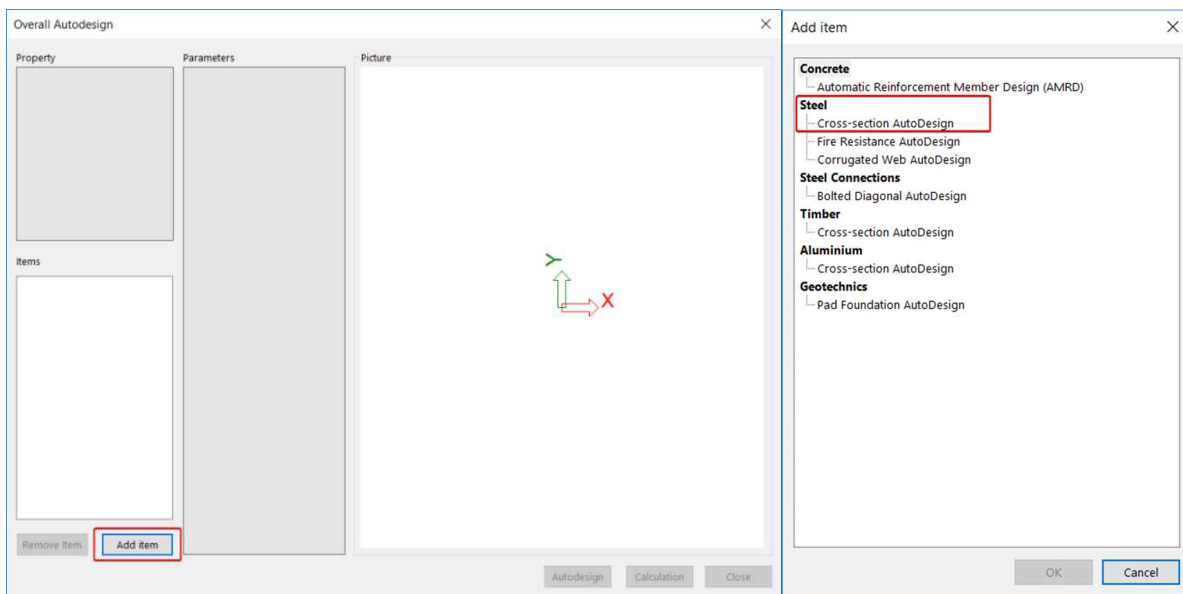 Overall Autodesign
Property
Parameters
Picture
Items
Y
X
Remove Item
Add item
Autodesign
Calculation
Close
Add item
Concrete
Automatic Reinforcement Member Design (AMRD)
Steel
Cross-section AutoDesign
Fire Resistance AutoDesign
Corrugated Web AutoDesign
Steel Connections
Bolted Diagonal AutoDesign
Timber
Cross-section AutoDesign
Aluminium
Cross-section AutoDesign
Geotechnics
Pad Foundation AutoDesign
OK
Cancel